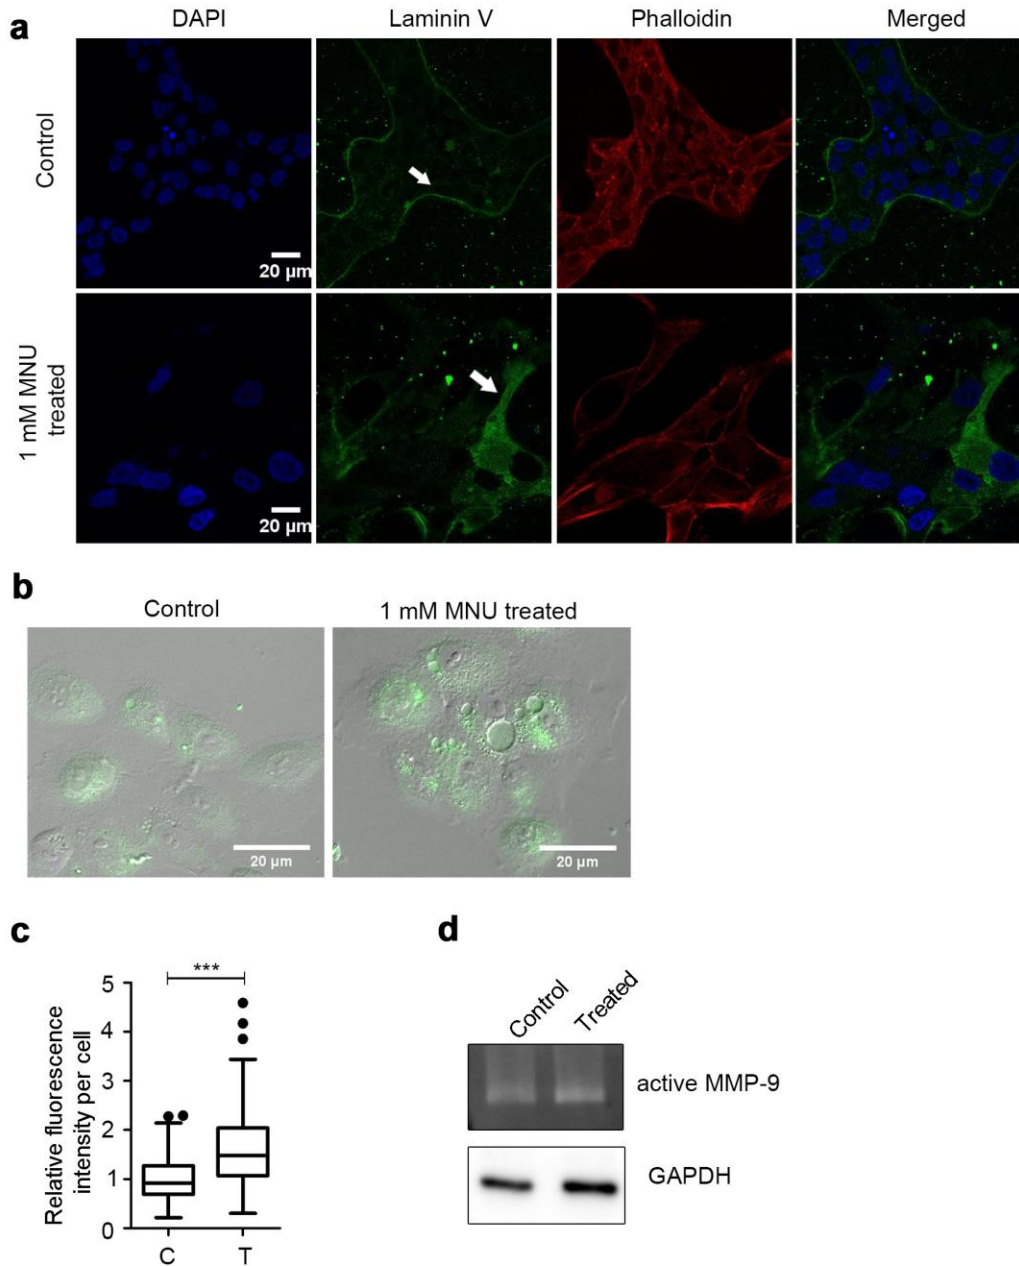 a
DAPI
Laminin V
Phalloidin
Merged
Control
20 µm
1 mM MNU
treated
20 µm
b
Control
1 mM MNU treated
20 µm
20 µm
c
Relative fluorescence
intensity per cell
5
4
3
2
1
0
***
C
T
d
Control
Treated
active MMP-9
GAPDH